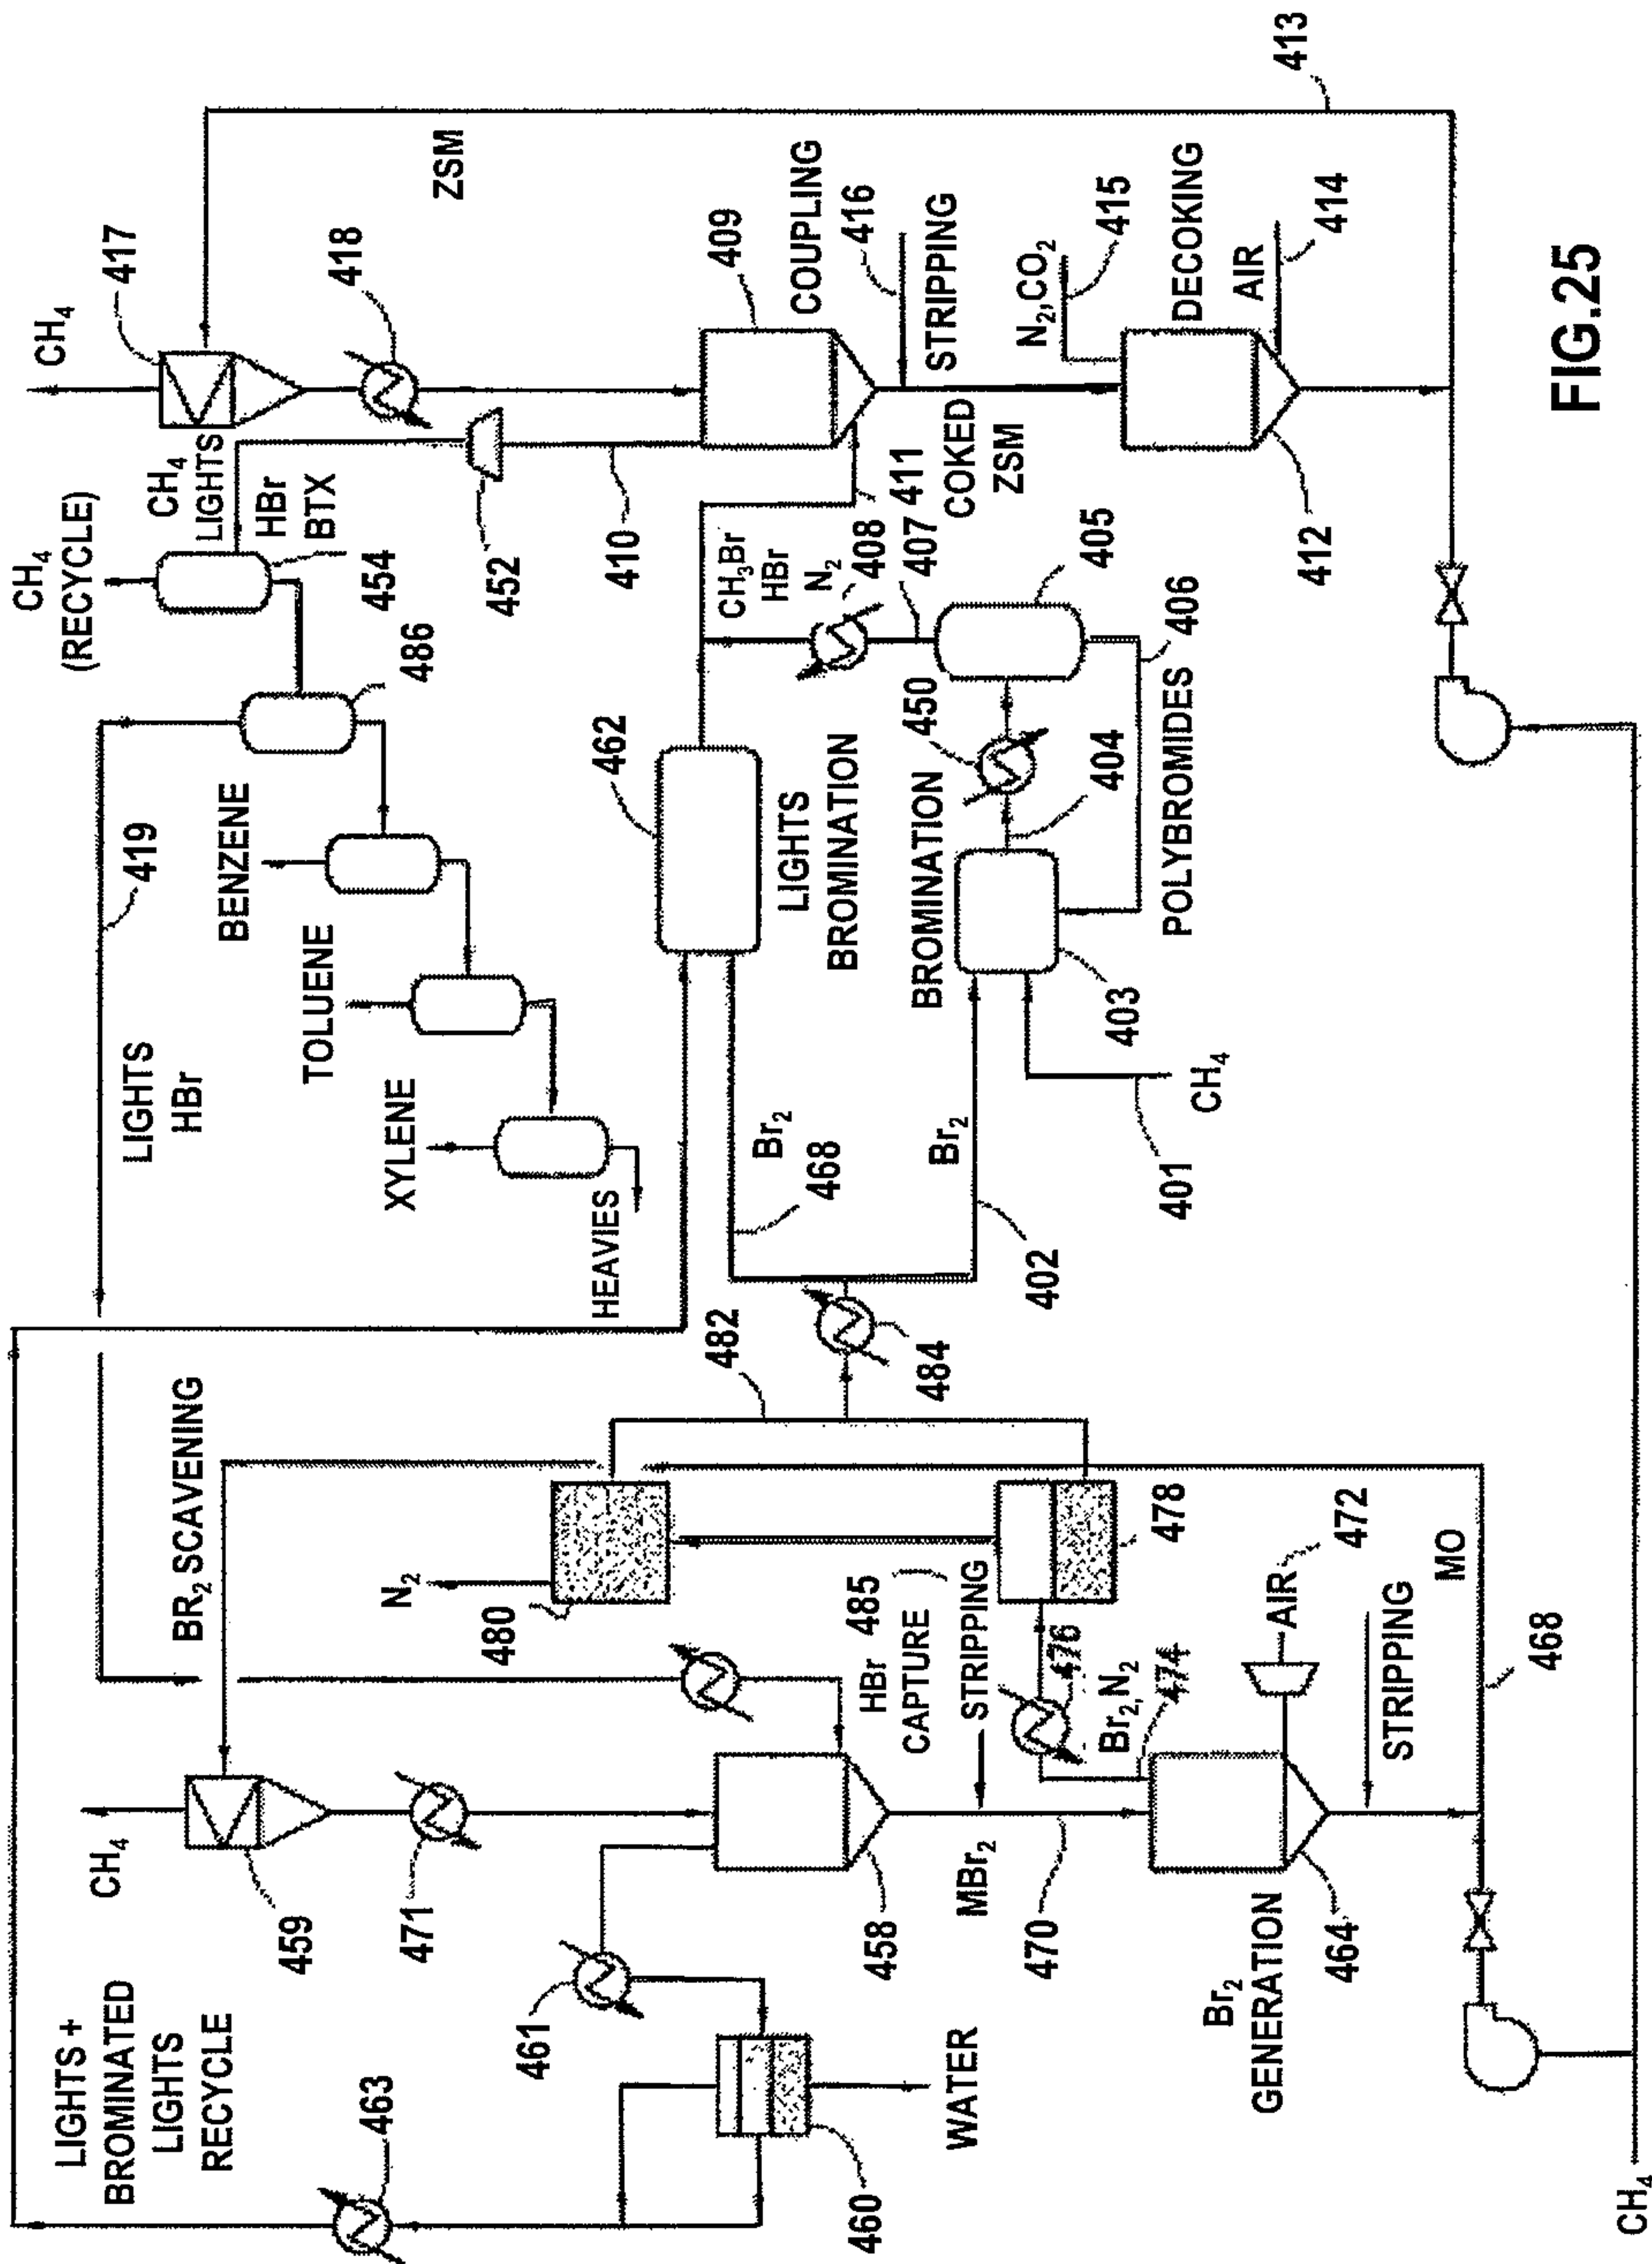 CH₄
417
418
ZSM
413
CH₄
(RECYCLE)
CH₄
LIGHTS
HBr
BTX
454
486
452
410
409
COUPLING
416
STRIPPING
COKED
ZSM
411
N₂,CO₂
415
DECOKING
AIR
414
412
419
LIGHTS
HBr
BENZENE
TOLUENE
XYLENE
HEAVIES
462
LIGHTS
BROMINATION
CH₃Br
HBr
N₂
408
407
405
406
450
BROMINATION
404
POLYBROMIDES
403
CH₄
401
Br₂
468
Br₂
402
484
482
BR₂ SCAVENING
N₂
480
478
HBr
CAPTURE
485
STRIPPING
476
Br₂,N₂
474
AIR
472
STRIPPING
MO
468
CH₄
459
471
458
MBr₂
470
Br₂
GENERATION
464
LIGHTS +
BROMINATED
LIGHTS
RECYCLE
463
461
460
WATER
CH₄
FIG.25